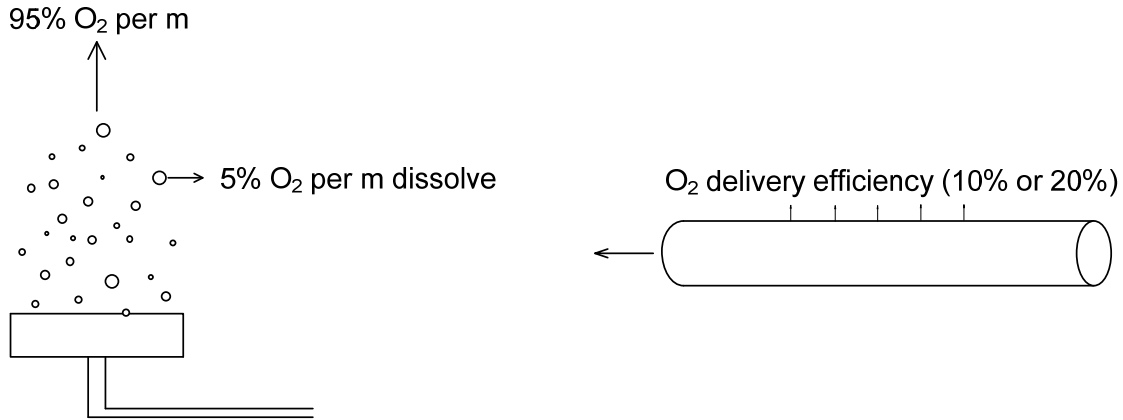 95% O₂ per m
5% O₂ per m dissolve
O₂ delivery efficiency (10% or 20%)